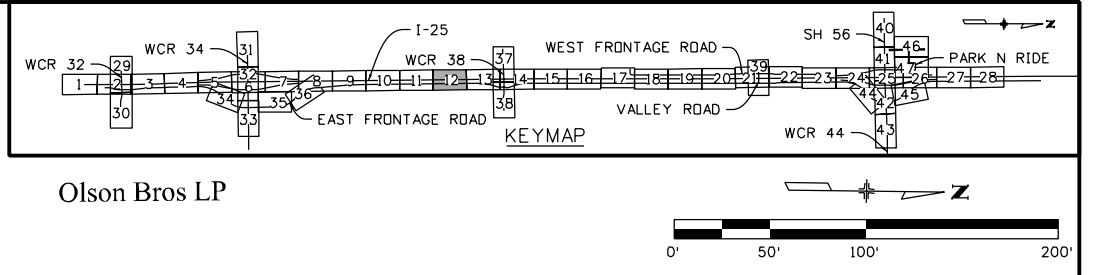 31
40
SH 56
Z
WCR 34
I-25
37
WEST FRONTAGE ROAD
46
WCR 32
29
32
WCR 38
39
41
47
PARK N RIDE
1 2 3 4 5 6 7 8 9 10 11 12 13 14 15 16 17 18 19 20 21 22 23 24 25 26 27 28
30
34
33
35
36
EAST FRONTAGE ROAD
38
VALLEY ROAD
44
42
45
43
KEYMAP
WCR 44
Olson Bros LP
Z
0' 50' 100' 200'